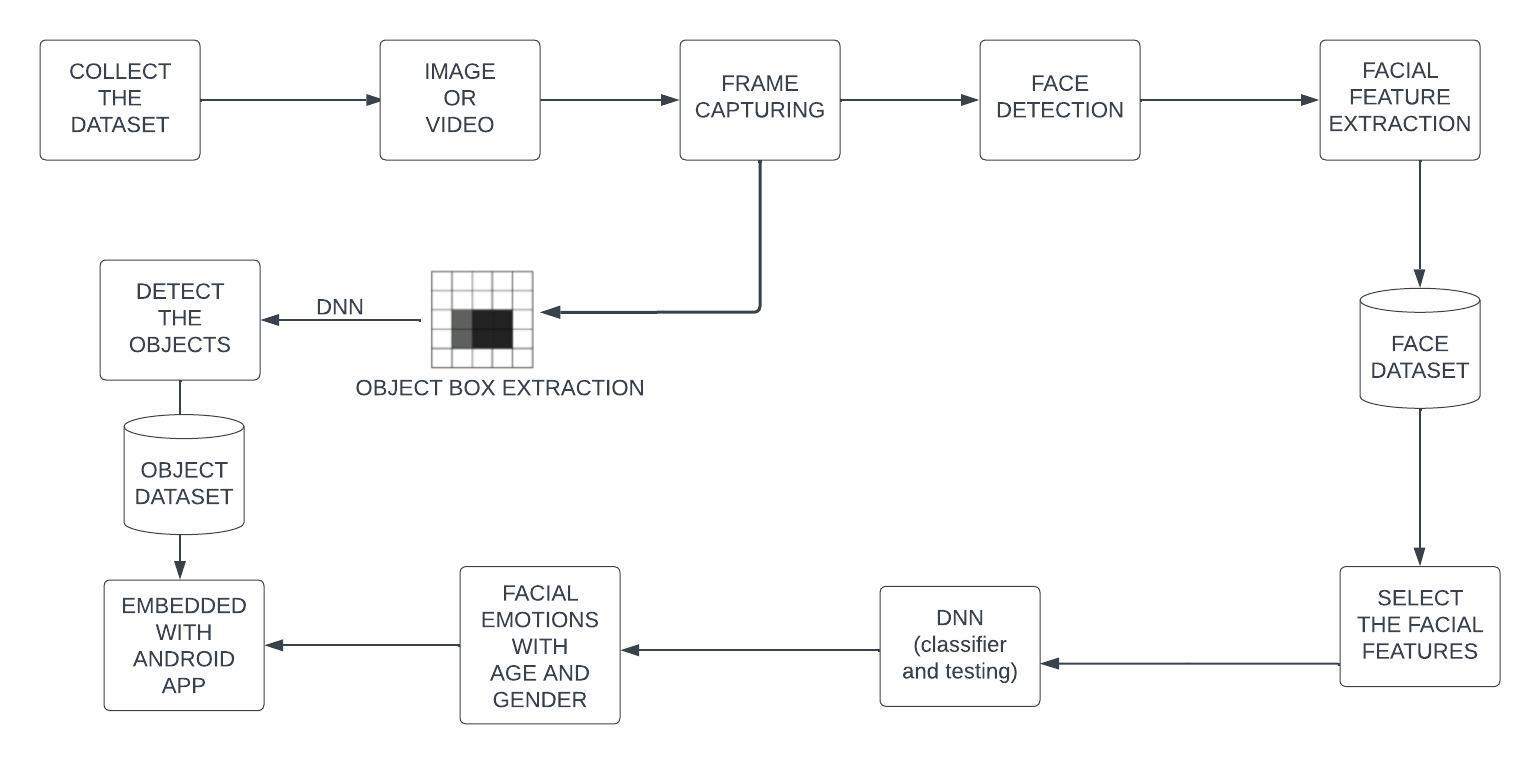 COLLECT
THE
DATASET
IMAGE
OR
VIDEO
FRAME
CAPTURING
FACE
DETECTION
FACIAL
FEATURE
EXTRACTION
DETECT
THE
OBJECTS
DNN
OBJECT BOX EXTRACTION
FACE
DATASET
OBJECT
DATASET
EMBEDDED
WITH
ANDROID
APP
FACIAL
EMOTIONS
WITH
AGE AND
GENDER
DNN
(classifier
and testing)
SELECT
THE FACIAL
FEATURES